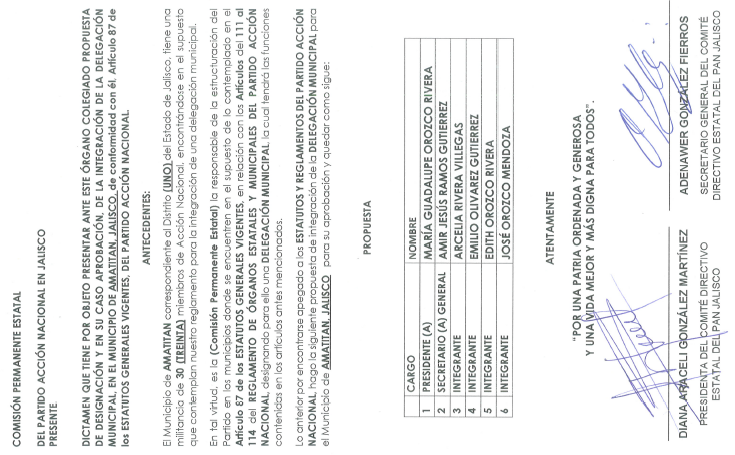 COMISIÓN PERMANENTE ESTATAL
DEL PARTIDO ACCIÓN NACIONAL EN JALISCO
PRESENTE.
DICTAMEN QUE TIENE POR OBJETO PRESENTAR ANTE ESTE ÓRGANO COLEGIADO PROPUESTA
DE DESIGNACIÓN Y EN SU CASO APROBACIÓN, DE LA INTEGRACIÓN DE LA DELEGACIÓN
MUNICIPAL, EN EL MUNICIPIO DE AMATITAN, JALISCO, de conformidad con él, Artículo 87 de
los ESTATUTOS GENERALES VIGENTES, DEL PARTIDO ACCIÓN NACIONAL.
ANTECEDENTES:
El Municipio de AMATITAN correspondiente al Distrito (UNO) del Estado de Jalisco, tiene una
militancia de 30 (TREINTA) miembros de Acción Nacional, encontrándose en el supuesto
que contemplan nuestro reglamento para la integración de una delegación municipal.
En tal virtud, es la (Comisión Permanente Estatal) la responsable de la estructuración del
Partido en los municipios donde se encuentren en el supuesto de lo contemplado en el
Artículo 87 de los ESTATUTOS GENERALES VIGENTES, en relación con los Artículos del 111 al
114 del REGLAMENTO DE ORGANOS ESTATALES Y MUNICIPALES DEL PARTIDO ACCIÓN
NACIONAL, designando para ello una DELEGACIÓN MUNICIPAL, la cual tendrá las funciones
contenidas en los artículos antes mencionados.
Lo anterior por encontrarse apegado a los ESTATUTOS Y REGLAMENTOS DEL PARTIDO ACCIÓN
NACIONAL, hago la siguiente propuesta de integración de la DELEGACIÓN MUNICIPAL para
el Municipio de AMATITAN, JALISCO para su aprobación y quedar como sigue:
PROPUESTA
CARGO NOMBRE
1 PRESIDENTE (A) MARÍA GUADALUPE OROZCO RIVERA
2 SECRETARIO (A) GENERAL AMIR JESÚS RAMOS GUTIERREZ
3 INTEGRANTE ARCELIA RIVERA VILLEGAS
4 INTEGRANTE EMILIO OLIVAREZ GUTIERREZ
5 INTEGRANTE EDITH OROZCO RIVERA
6 INTEGRANTE JOSÉ OROZCO MENDOZA
ATENTAMENTE
"POR UNA PATRIA ORDENADA Y GENEROSA
Y UNA VIDA MEJOR Y MÁS DIGNA PARA TODOS".
DIANA ARACELI GONZÁLEZ MARTÍNEZ
PRESIDENTA DEL COMITÉ DIRECTIVO
ESTATAL DEL PAN JALISCO
ADENAWER GONZÁLEZ FIERROS
SECRETARIO GENERAL DEL COMITÉ
DIRECTIVO ESTATAL DEL PAN JALISCO